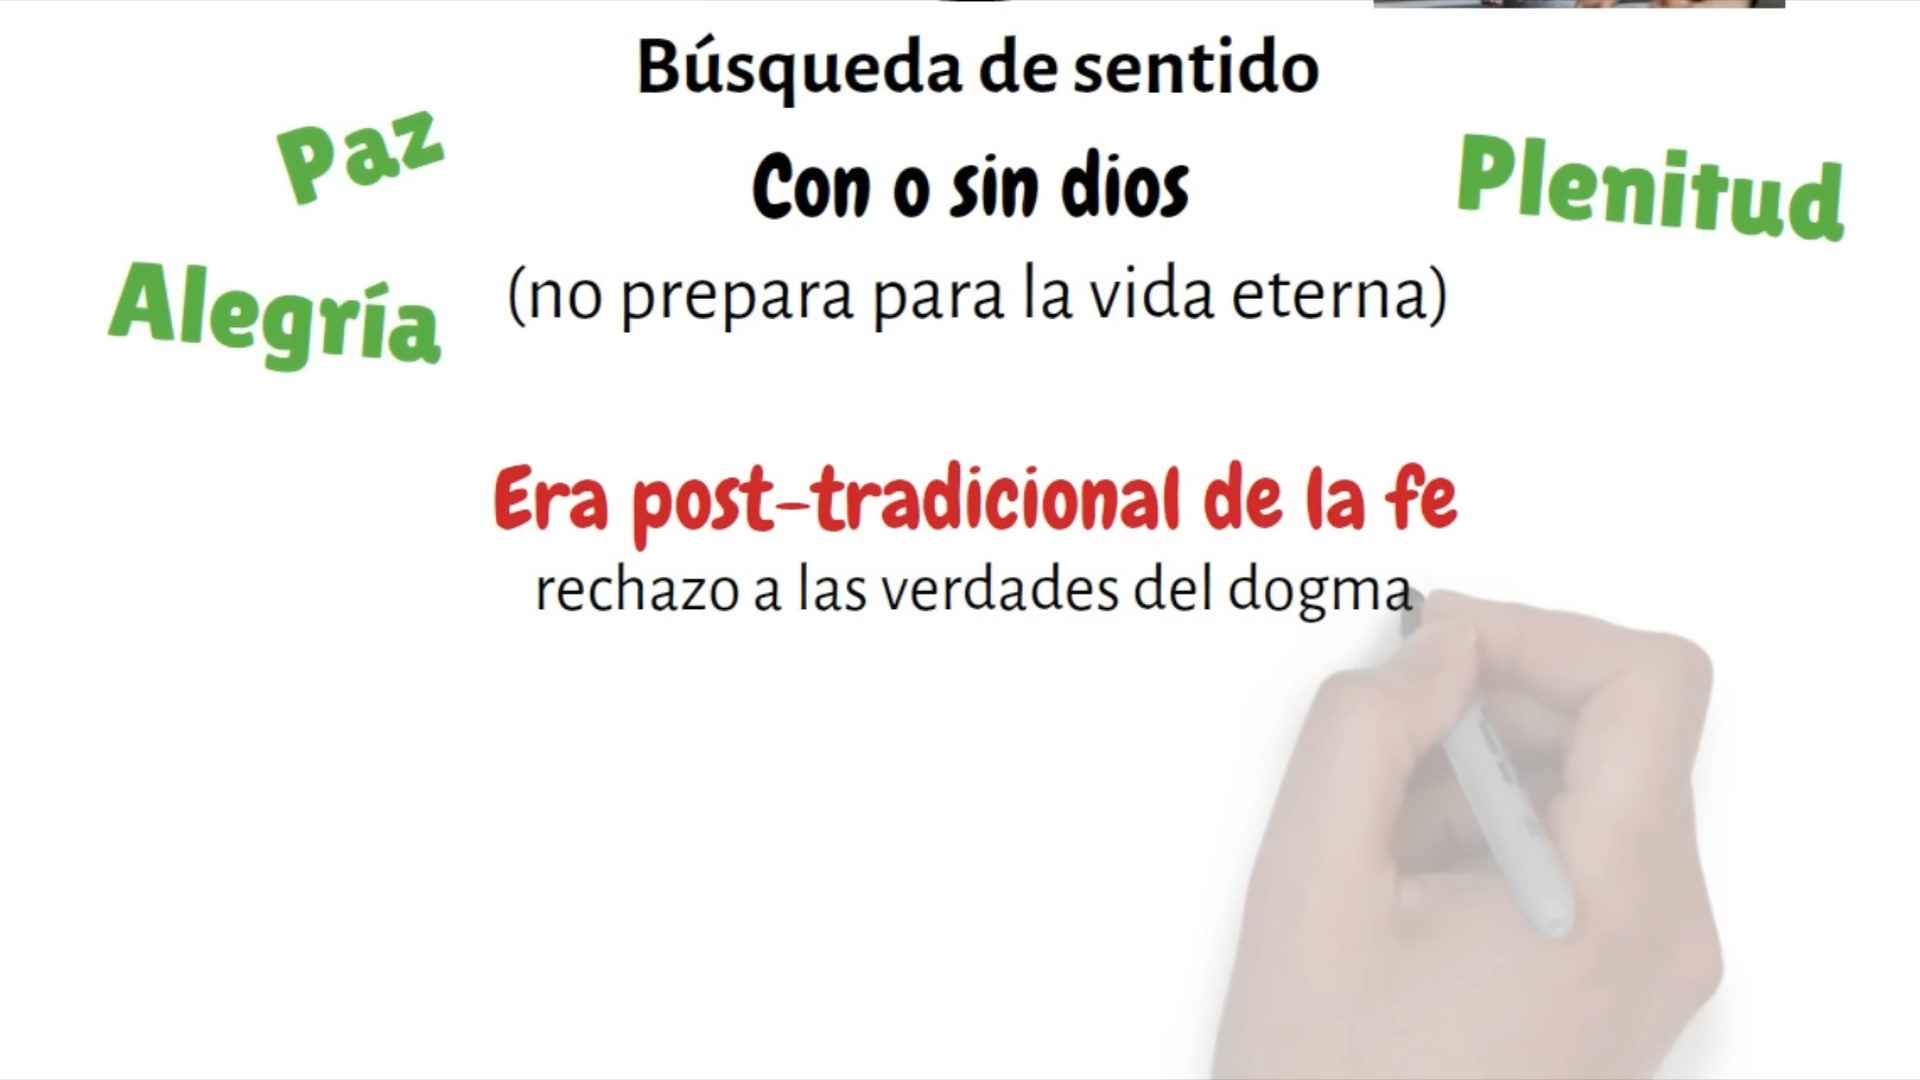 Búsqueda de sentido
Paz
Con o sin dios
Plenitud
Alegría
(no prepara para la vida eterna)
Era post-tradicional de la fe
rechazo a las verdades del dogma